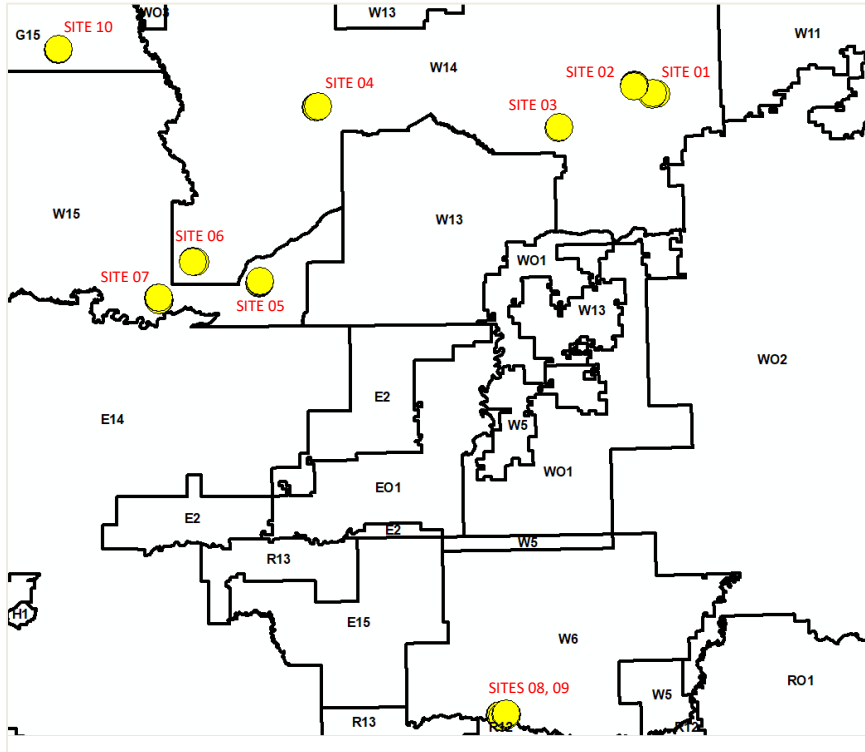 WO3
W13
G15
SITE 10
W11
W14
SITE 02
SITE 01
SITE 04
SITE 03
W15
W13
SITE 06
WO1
SITE 07
SITE 05
W13
WO2
E2
E14
W5
WO1
EO1
E2
E2
W5
R13
H1
E15
W6
RO1
SITES 08, 09
W5
R13
R12
R12